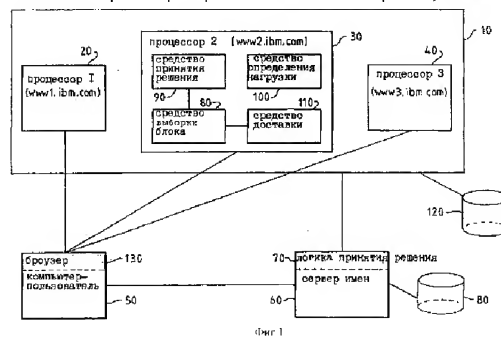 10
20
процессор I
(www1.ibm.com)
процессор 2 (www2.ibm.com)
30
средство
принятия
решения
90
средство
определения
нагрузки
100
80
средство
выборки
блока
110
средство
доставки
40
процессор 3
(www3.ibm.com)
120
броузер
130
компьютер-
пользователь
50
70
логика принятия решения
сервер имен
60
80
Фиг 1